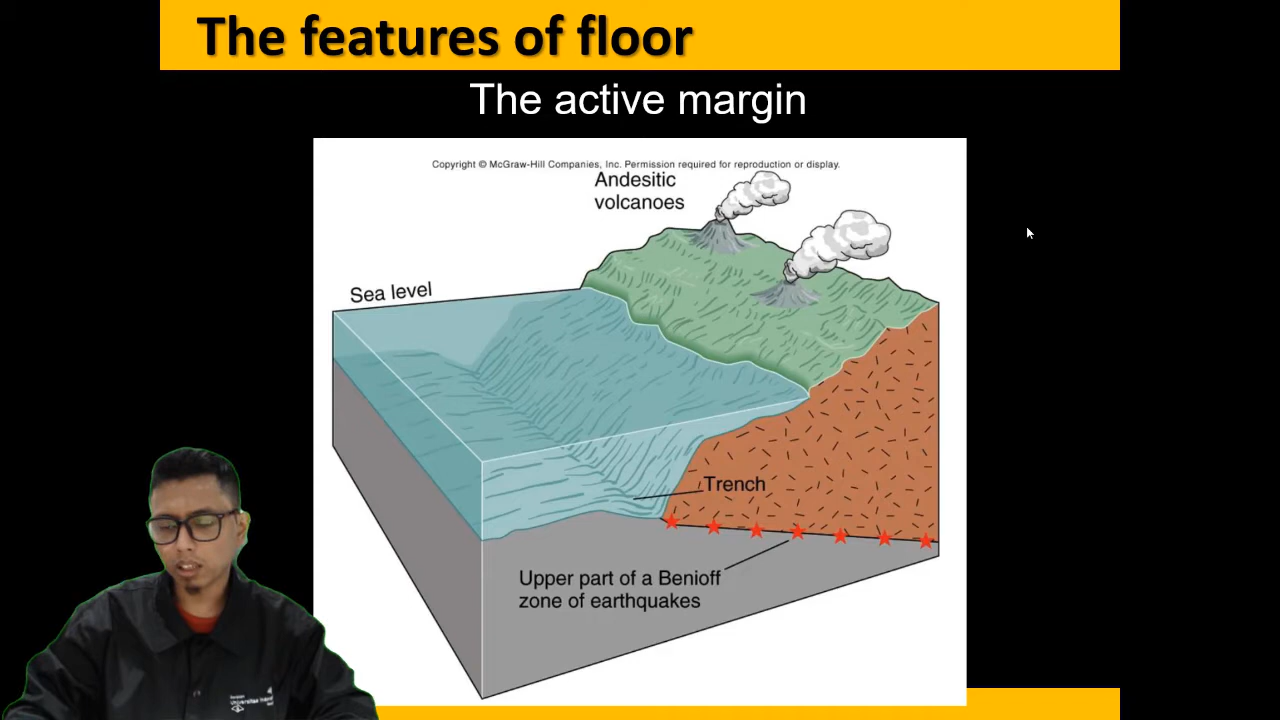 The features of floor
The active margin
Copyright © McGraw-Hill Companies, Inc. Permission required for reproduction or display.
Andesitic
volcanoes
Sea level
Trench
Upper part of a Benioff
zone of earthquakes
Universitas